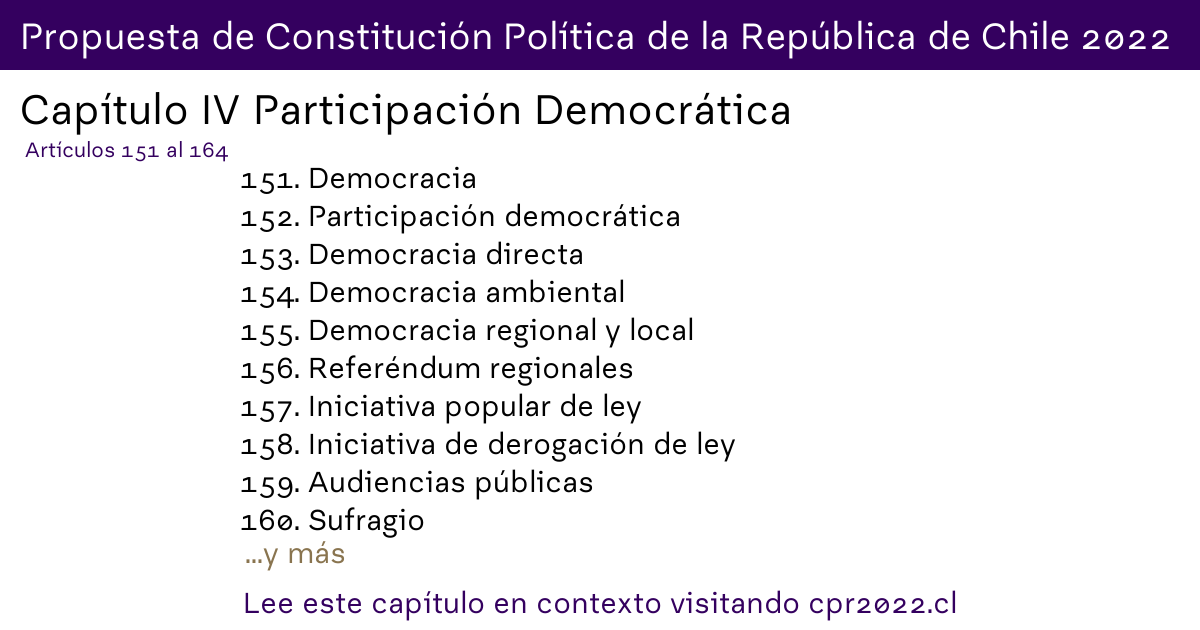 Propuesta de Constitución Política de la República de Chile 2022
Capítulo IV Participación Democrática
Artículos 151 al 164
151. Democracia
152. Participación democrática
153. Democracia directa
154. Democracia ambiental
155. Democracia regional y local
156. Referéndum regionales
157. Iniciativa popular de ley
158. Iniciativa de derogación de ley
159. Audiencias públicas
160. Sufragio
...y más
Lee este capítulo en contexto visitando cpr2022.cl